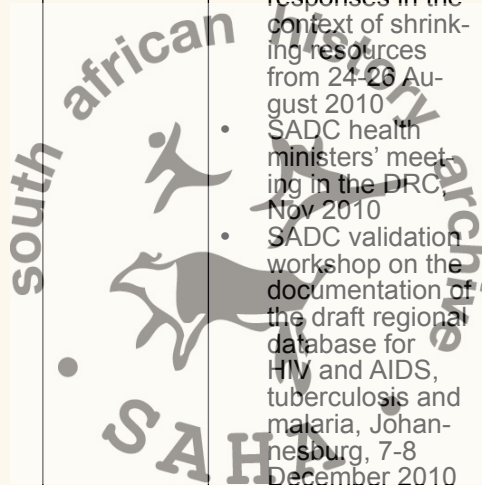 responses in the
context of shrink-
ing resources
from 24-26 Au-
gust 2010
• SADC health
ministers' meet-
ing in the DRC,
Nov 2010
• SADC validation
workshop on the
documentation of
the draft regional
database for
HIV and AIDS,
tuberculosis and
malaria, Johan-
nesburg, 7-8
December 2010
south african history archive
• SAHA •